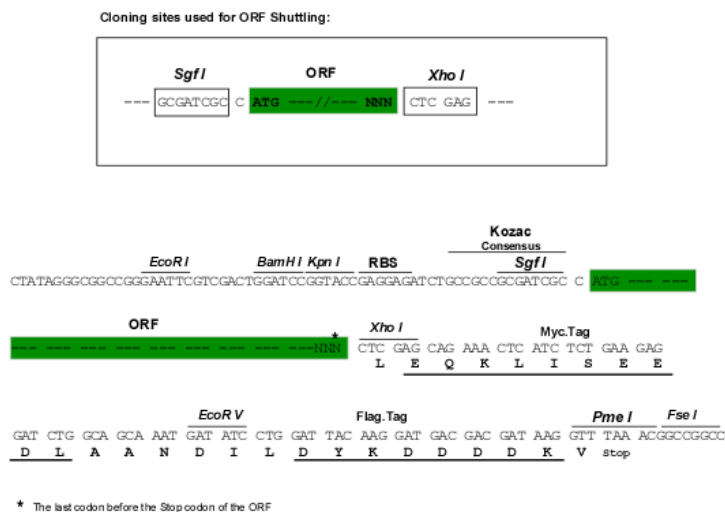 Cloning sites used for ORF Shuttling:
Sgf I ORF Xho I
--- GCGATCGC C ATG ---//--- NNN CTC GAG ---
Kozac
Consensus
EcoR I BamH I Kpn I RBS Sgf I
CTATAGGGCGGCCGGGAATTCGTCGACTGGATCCGGTACCGAGGAGATCTGCCGCCGCGATCGC C ATG --- ---
ORF * Xho I Myc.Tag
--- --- --- --- --- --- --- --- --- --- ---NNN CTC GAG CAG AAA CTC ATC TCT GAA GAG
L E Q K L I S E E
EcoR V Flag.Tag Pme I Fse I
GAT CTG GCA GCA AAT GAT ATC CTG GAT TAC AAG GAT GAC GAC GAT AAG GTT TAA ACGGCCGGCC
D L A A N D I L D Y K D D D D K V Stop
* The last codon before the Stop codon of the ORF